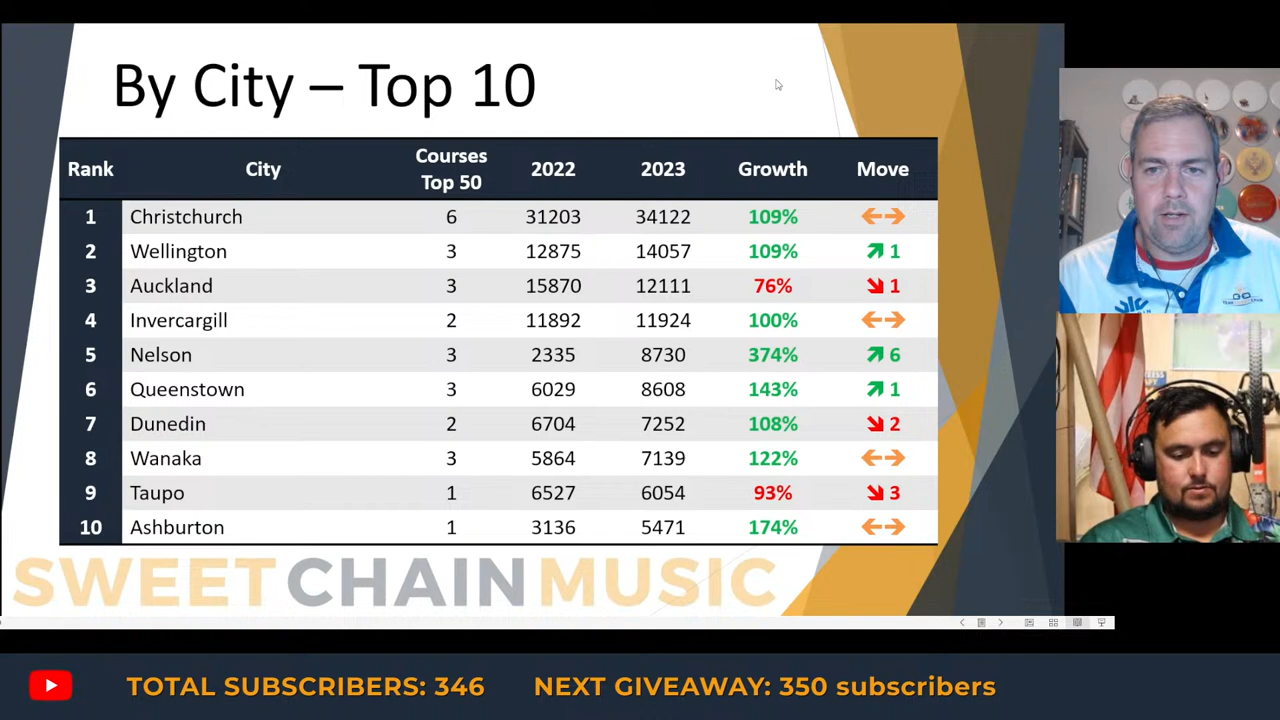 By City – Top 10
Rank City Courses Top 50 2022 2023 Growth Move
1 Christchurch 6 31203 34122 109% ↔
2 Wellington 3 12875 14057 109% ↗ 1
3 Auckland 3 15870 12111 76% ↘ 1
4 Invercargill 2 11892 11924 100% ↔
5 Nelson 3 2335 8730 374% ↗ 6
6 Queenstown 3 6029 8608 143% ↗ 1
7 Dunedin 2 6704 7252 108% ↘ 2
8 Wanaka 3 5864 7139 122% ↔
9 Taupo 1 6527 6054 93% ↘ 3
10 Ashburton 1 3136 5471 174% ↔
SWEET CHAIN MUSIC
TOTAL SUBSCRIBERS: 346 NEXT GIVEAWAY: 350 subscribers